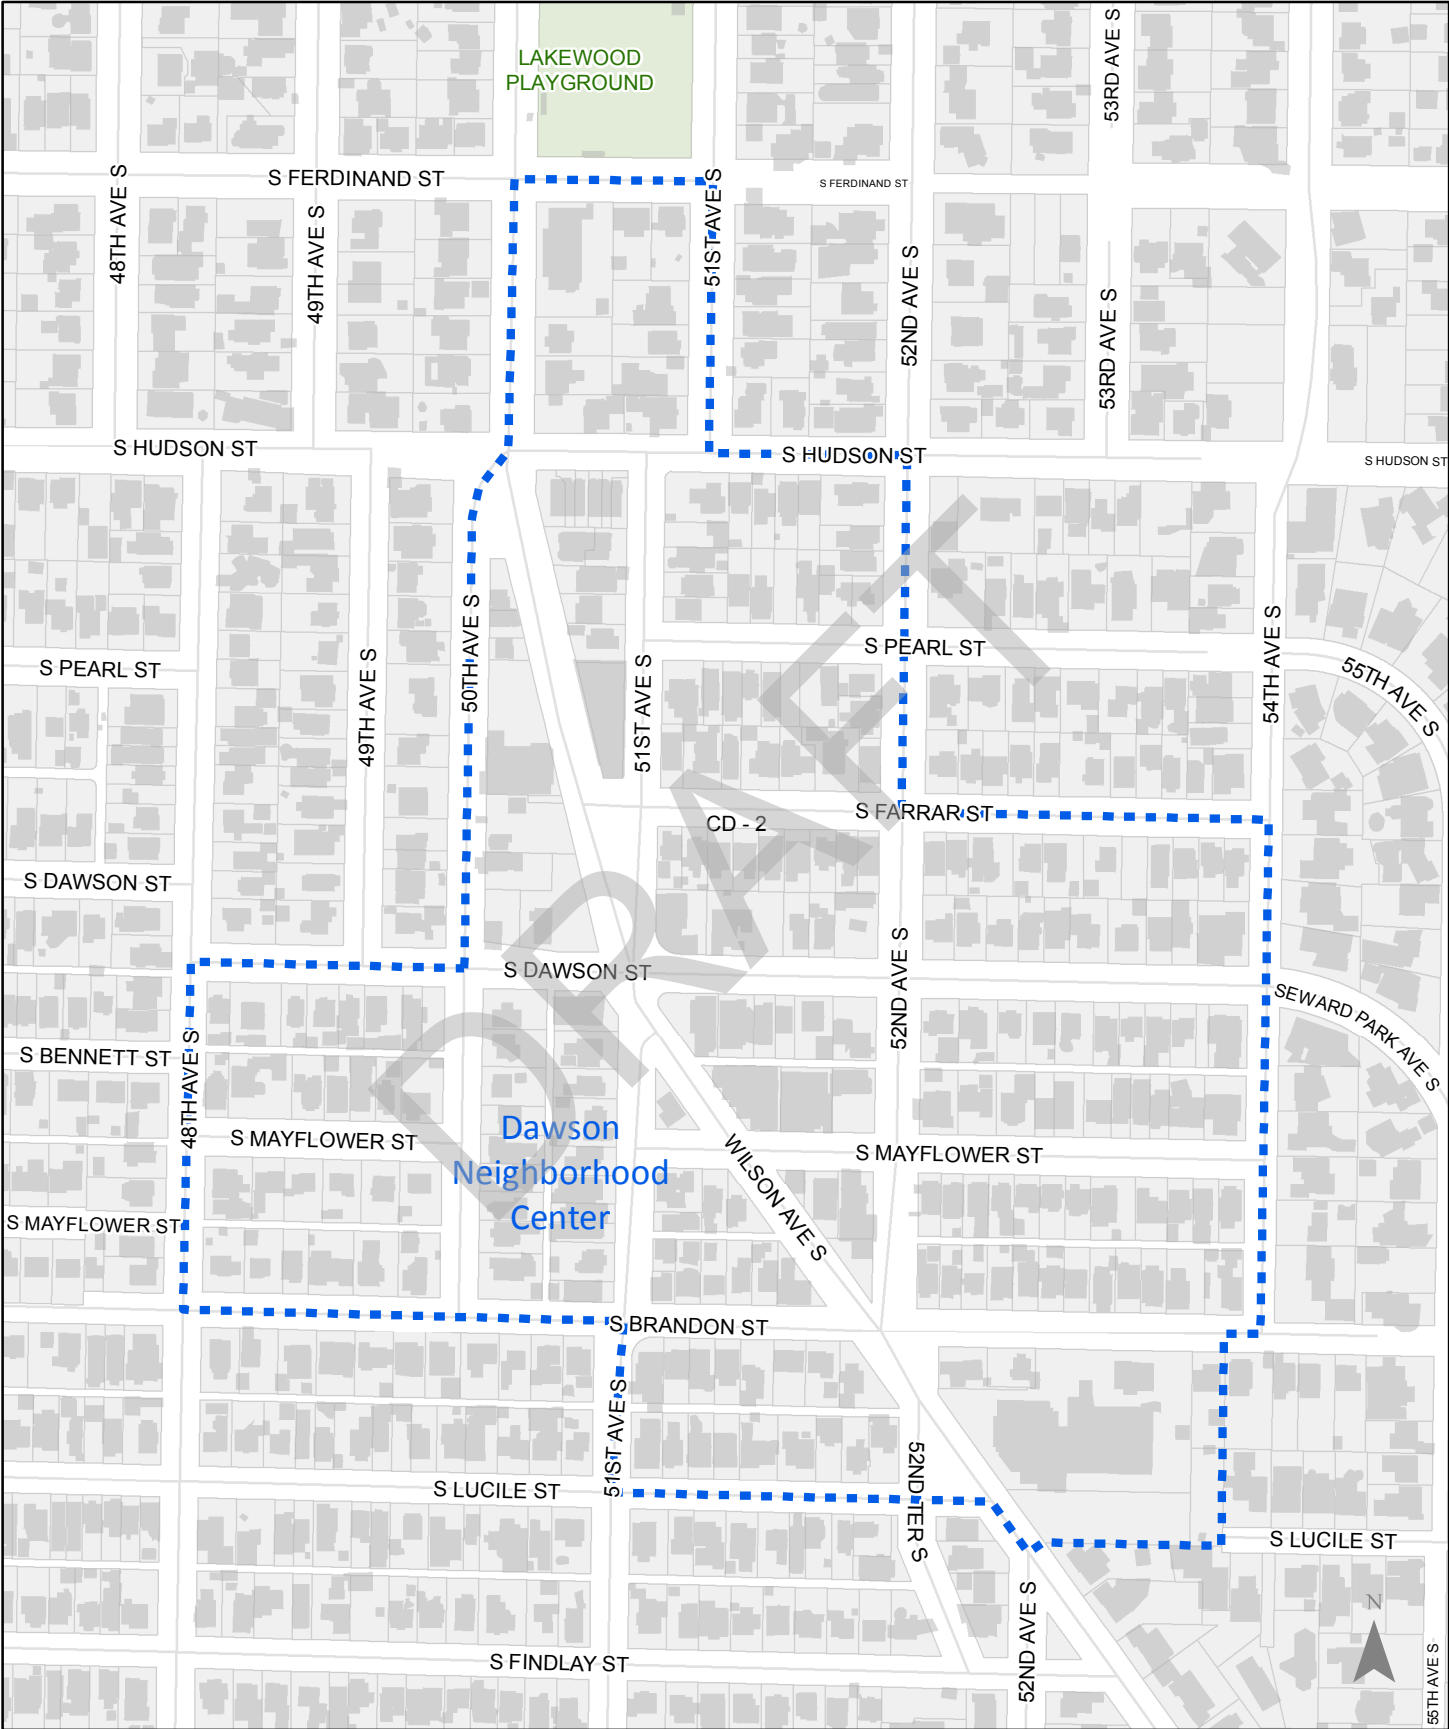 53RD AVE S
LAKEWOOD
PLAYGROUND
S FERDINAND ST
S FERDINAND ST
48TH AVE S
49TH AVE S
51ST AVE S
52ND AVE S
53RD AVE S
S HUDSON ST
S HUDSON ST
S HUDSON ST
50TH AVE S
49TH AVE S
51ST AVE S
54TH AVE S
S PEARL ST
S PEARL ST
55TH AVE S
S FARRAR ST
CD - 2
DRAFT
S DAWSON ST
S DAWSON ST
52ND AVE S
SEWARD PARK AVE S
S BENNETT ST
48TH AVE S
Dawson
Neighborhood
Center
S MAYFLOWER ST
S MAYFLOWER ST
WILSON AVE S
S MAYFLOWER ST
S BRANDON ST
51ST AVE S
52ND TER S
S LUCILE ST
S LUCILE ST
52ND AVE S
N
S FINDLAY ST
55TH AVE S